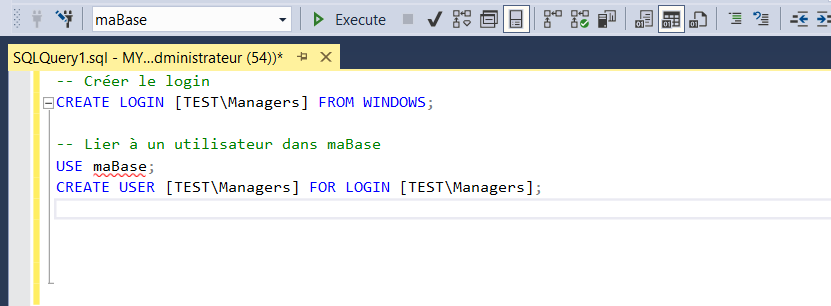 maBase
Execute
SQLQuery1.sql - MY...dministrateur (54))*
-- Créer le login
CREATE LOGIN [TEST\Managers] FROM WINDOWS;
-- Lier à un utilisateur dans maBase
USE maBase;
CREATE USER [TEST\Managers] FOR LOGIN [TEST\Managers];